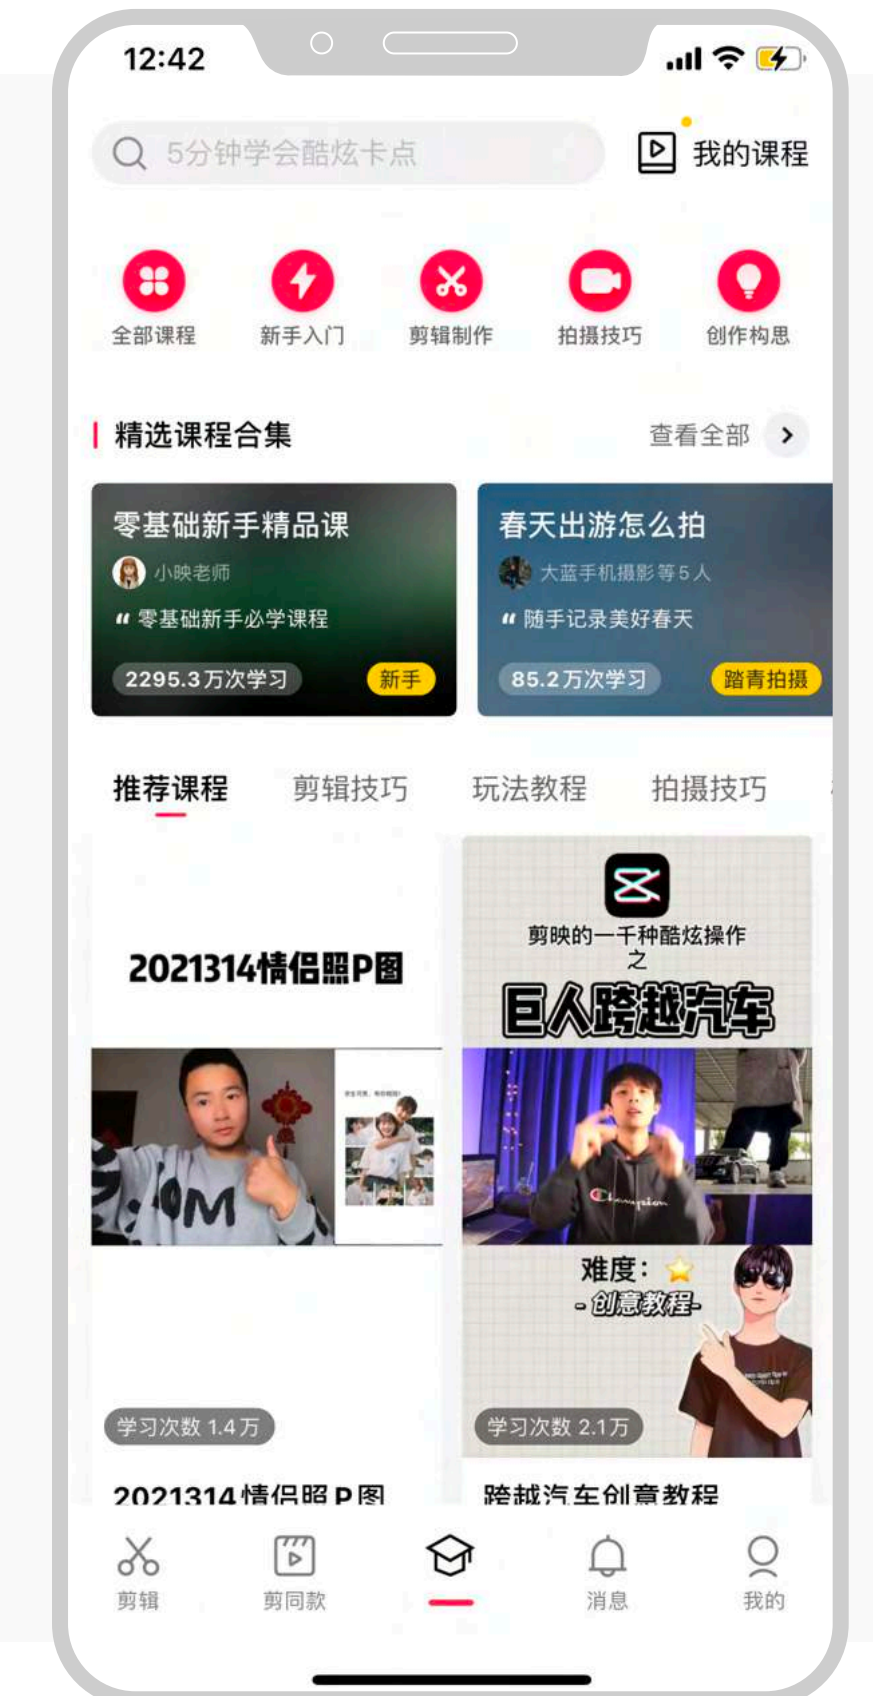 12:42
5分钟学会酷炫卡点
我的课程
全部课程
新手入门
剪辑制作
拍摄技巧
创作构思
精选课程合集
查看全部
零基础新手精品课
小映老师
“ 零基础新手必学课程
2295.3万次学习
新手
春天出游怎么拍
大蓝手机摄影等5人
“ 随手记录美好春天
85.2万次学习
踏青拍摄
推荐课程
剪辑技巧
玩法教程
拍摄技巧
2021314情侣照P图
学习次数 1.4万
2021314情侣照P图
剪映的一千种酷炫操作
之
巨人跨越汽车
Champion
难度：
-创意教程-
学习次数 2.1万
跨越汽车创意教程
剪辑
剪同款
消息
我的